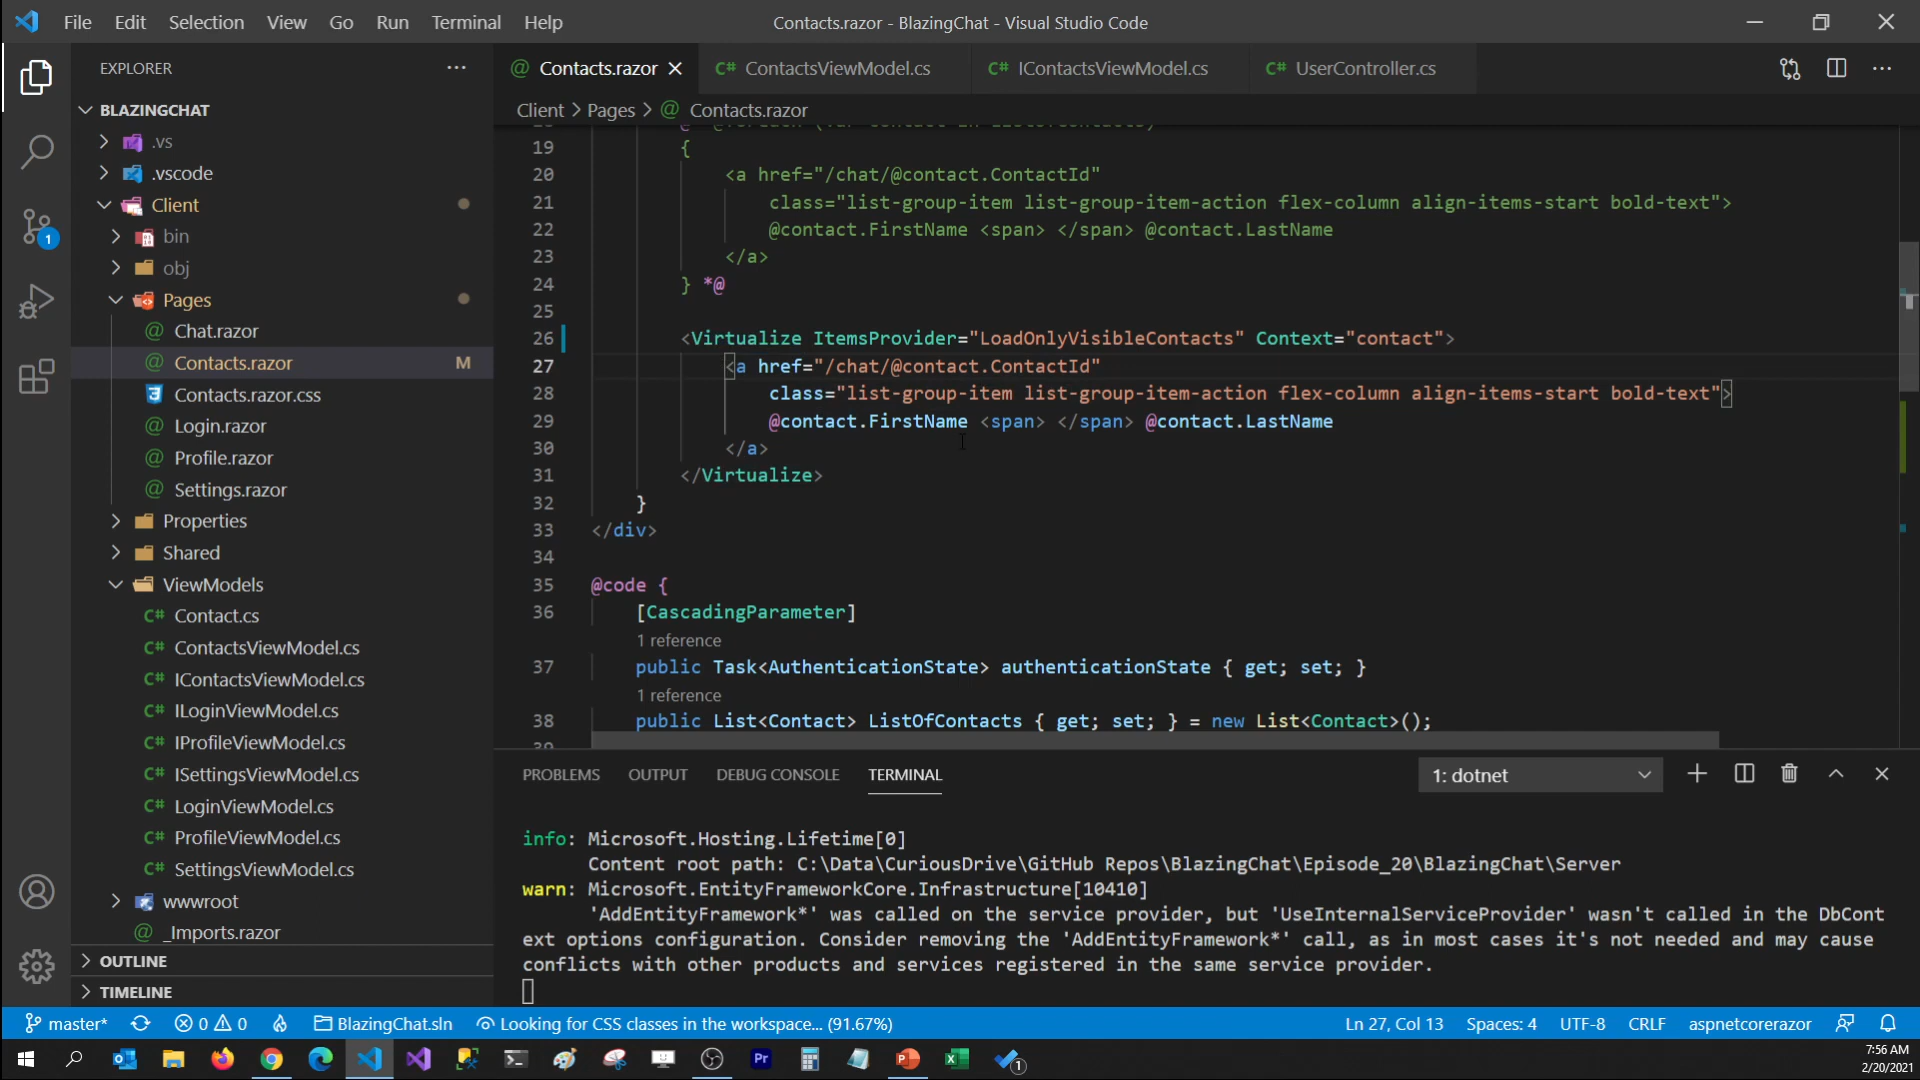 File Edit Selection View Go Run Terminal Help
Contacts.razor - BlazingChat - Visual Studio Code
EXPLORER
BLAZINGCHAT
.vs
.vscode
Client
bin
obj
Pages
Chat.razor
Contacts.razor M
Contacts.razor.css
Login.razor
Profile.razor
Settings.razor
Properties
Shared
ViewModels
C# Contact.cs
C# ContactsViewModel.cs
C# IContactsViewModel.cs
C# ILoginViewModel.cs
C# IProfileViewModel.cs
C# ISettingsViewModel.cs
C# LoginViewModel.cs
C# ProfileViewModel.cs
C# SettingsViewModel.cs
wwwroot
_Imports.razor
OUTLINE
TIMELINE
1
@ Contacts.razor C# ContactsViewModel.cs C# IContactsViewModel.cs C# UserController.cs
Client > Pages > @ Contacts.razor
19 {
20 <a href="/chat/@contact.ContactId"
21 class="list-group-item list-group-item-action flex-column align-items-start bold-text">
22 @contact.FirstName <span> </span> @contact.LastName
23 </a>
24 } *@
25
26 <Virtualize ItemsProvider="LoadOnlyVisibleContacts" Context="contact">
27 <a href="/chat/@contact.ContactId"
28 class="list-group-item list-group-item-action flex-column align-items-start bold-text">
29 @contact.FirstName <span> </span> @contact.LastName
30 </a>
31 </Virtualize>
32 }
33 </div>
34
35 @code {
36 [CascadingParameter]
1 reference
37 public Task<AuthenticationState> authenticationState { get; set; }
1 reference
38 public List<Contact> ListOfContacts { get; set; } = new List<Contact>();
PROBLEMS OUTPUT DEBUG CONSOLE TERMINAL 1: dotnet
info: Microsoft.Hosting.Lifetime[0]
Content root path: C:\Data\CuriousDrive\GitHub Repos\BlazingChat\Episode_20\BlazingChat\Server
warn: Microsoft.EntityFrameworkCore.Infrastructure[10410]
'AddEntityFramework*' was called on the service provider, but 'UseInternalServiceProvider' wasn't called in the DbCont
ext options configuration. Consider removing the 'AddEntityFramework*' call, as in most cases it's not needed and may cause
conflicts with other products and services registered in the same service provider.
master* 0 0 BlazingChat.sln Looking for CSS classes in the workspace... (91.67%) Ln 27, Col 13 Spaces: 4 UTF-8 CRLF aspnetcorerazor
Pr
1
7:56 AM
2/20/2021